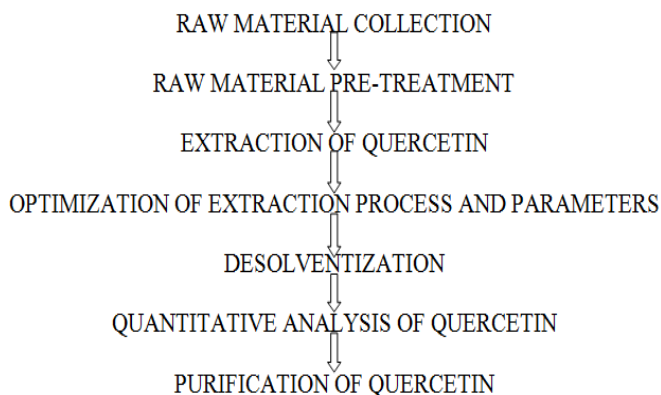 RAW MATERIAL COLLECTION
RAW MATERIAL PRE-TREATMENT
EXTRACTION OF QUERCETIN
OPTIMIZATION OF EXTRACTION PROCESS AND PARAMETERS
DESOLVENTIZATION
QUANTITATIVE ANALYSIS OF QUERCETIN
PURIFICATION OF QUERCETIN